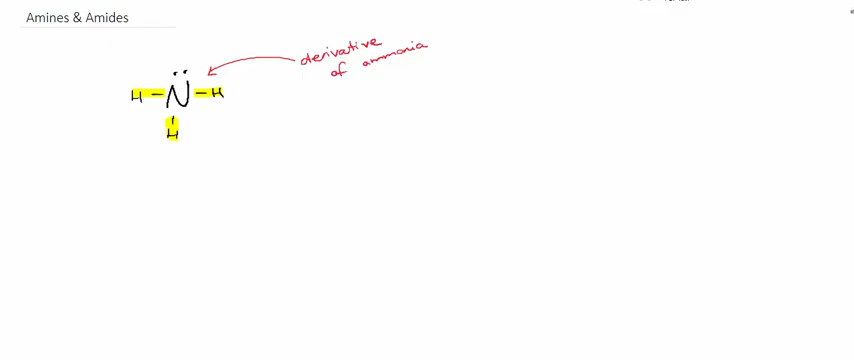 Amines & Amides
derivative
of ammonia
H – N̈ – H
H